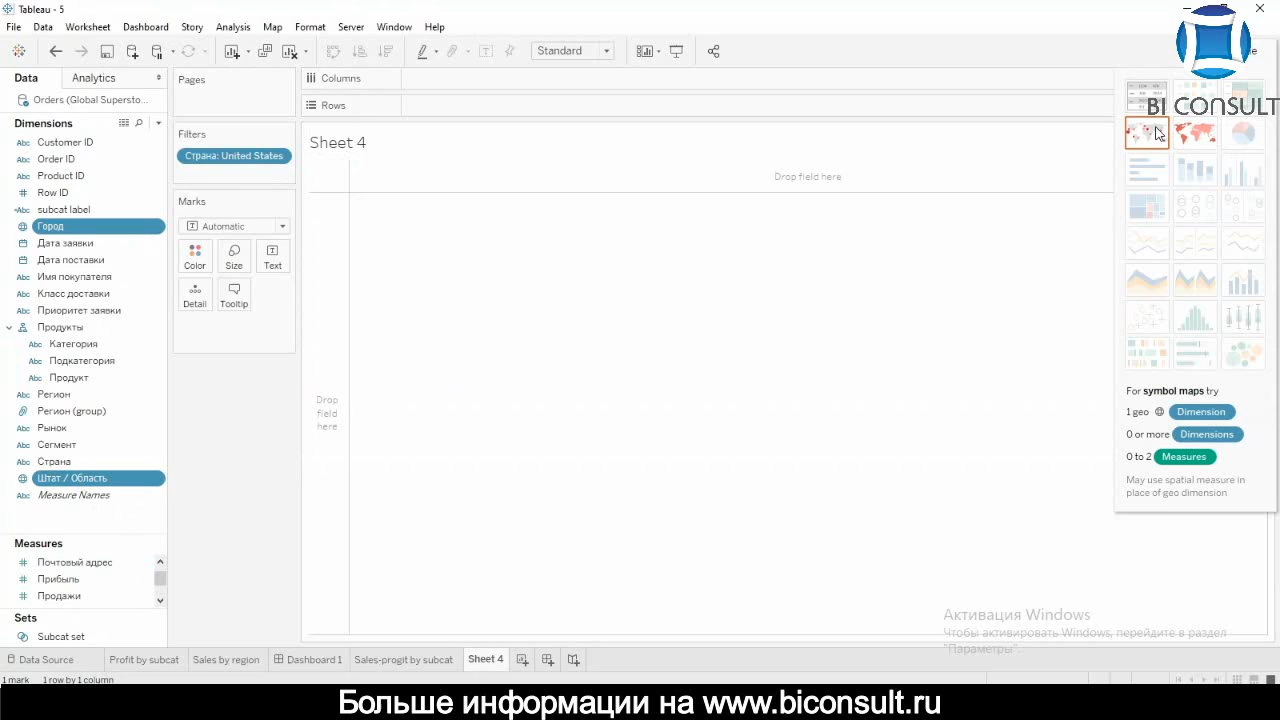 Tableau - 5
File Data Worksheet Dashboard Story Analysis Map Format Server Window Help
Standard
BI CONSULT
Data
Analytics
Orders (Global Supersto...
Dimensions
Customer ID
Order ID
Product ID
Row ID
subcat label
Город
Дата заявки
Дата поставки
Имя покупателя
Класс доставки
Приоритет заявки
Продукты
Категория
Подкатегория
Продукт
Регион
Регион (group)
Рынок
Сегмент
Страна
Штат / Область
Measure Names
Measures
Почтовый адрес
Прибыль
Продажи
Sets
Subcat set
Pages
Filters
Страна: United States
Marks
Automatic
Color Size Text
Detail Tooltip
Columns
Rows
Sheet 4
Drop field here
Drop
field
here
For symbol maps try
1 geo Dimension
0 or more Dimensions
0 to 2 Measures
May use spatial measure in
place of geo dimension
Активация Windows
Чтобы активировать Windows, перейдите в раздел
"Параметры".
Data Source Profit by subcat Sales by region Dashboard 1 Sales-progit by subcat Sheet 4
1 mark 1 row by 1 column
Больше информации на www.biconsult.ru